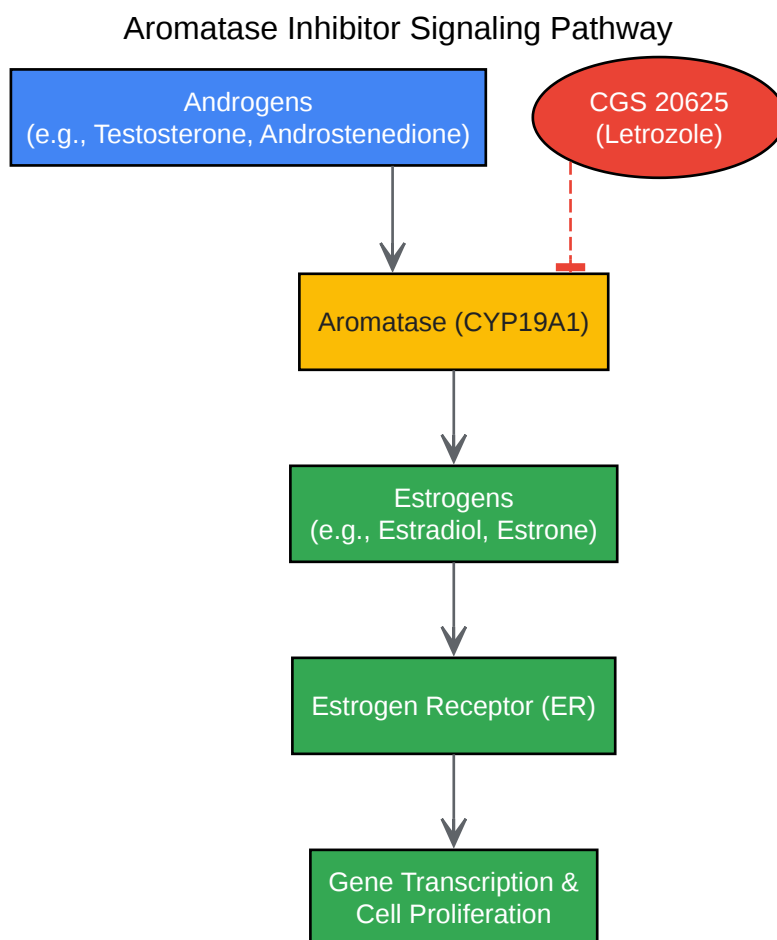 Aromatase Inhibitor Signaling Pathway
Androgens
(e.g., Testosterone, Androstenedione)
CGS 20625
(Letrozole)
Aromatase (CYP19A1)
Estrogens
(e.g., Estradiol, Estrone)
Estrogen Receptor (ER)
Gene Transcription &
Cell Proliferation